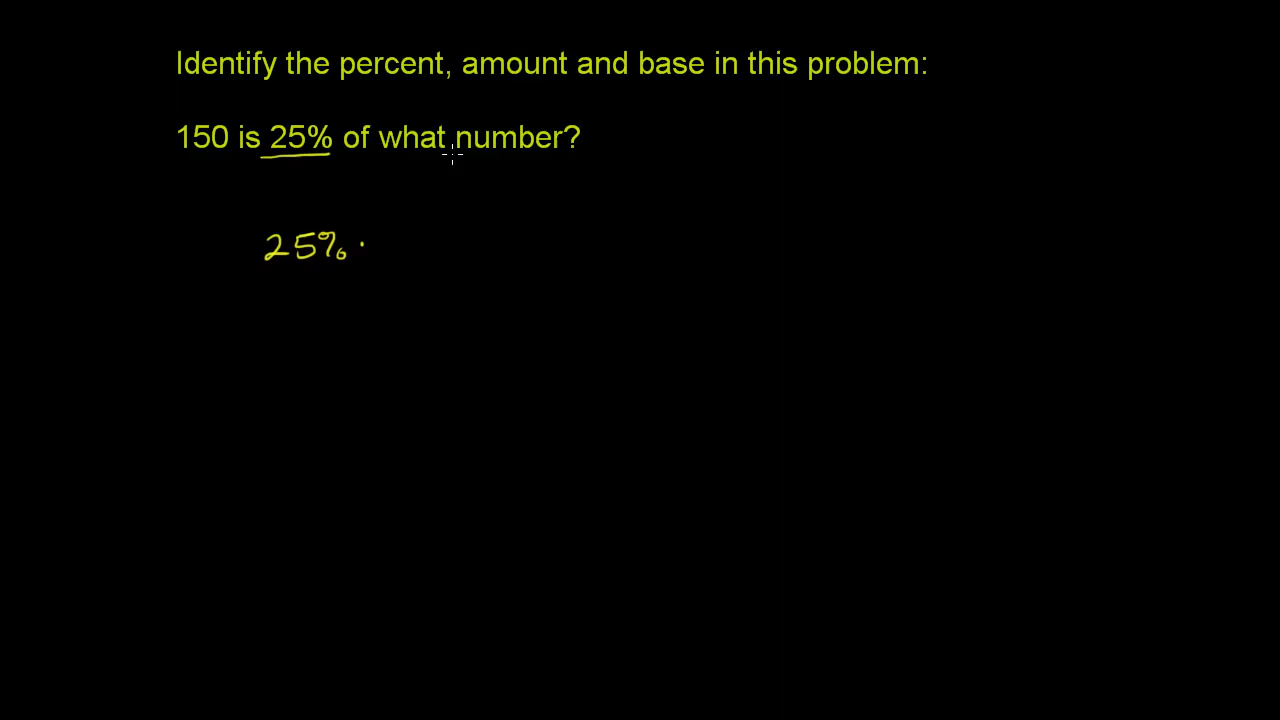 Identify the percent, amount and base in this problem:
150 is 25% of what number?
25% ·